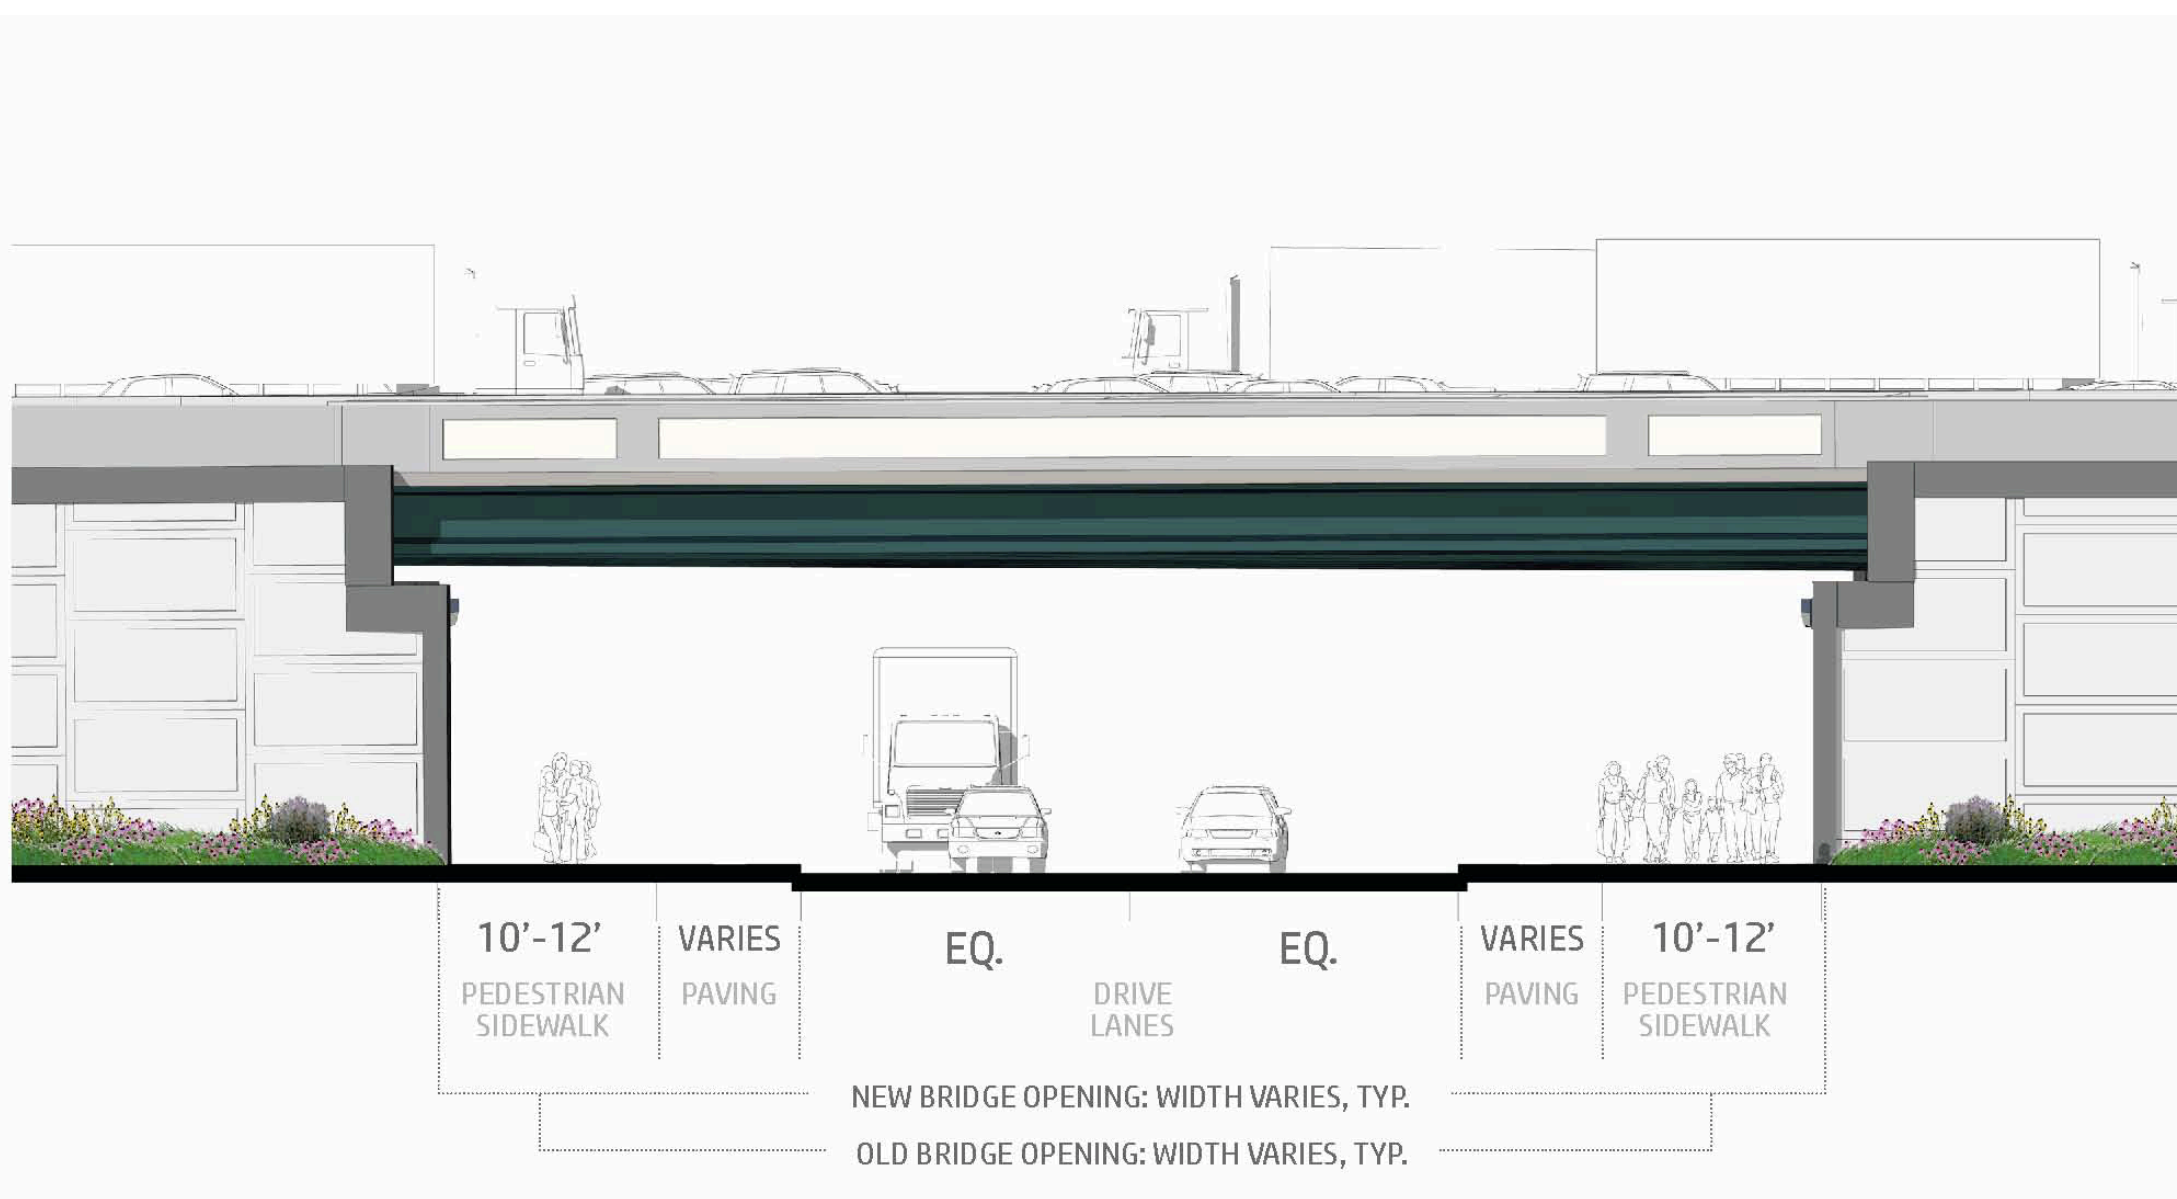 10’-12’
PEDESTRIAN
SIDEWALK
VARIES
PAVING
EQ.
DRIVE
LANES
EQ.
VARIES
PAVING
10’-12’
PEDESTRIAN
SIDEWALK
NEW BRIDGE OPENING: WIDTH VARIES, TYP.
OLD BRIDGE OPENING: WIDTH VARIES, TYP.